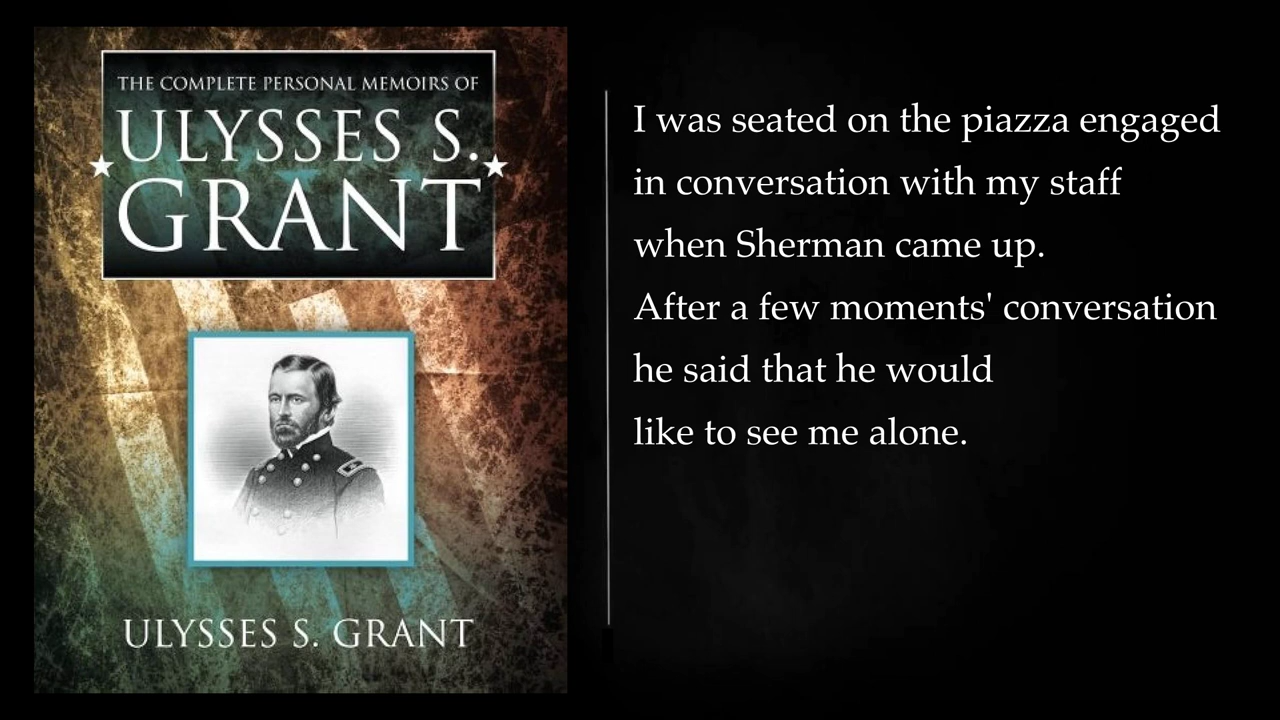 THE COMPLETE PERSONAL MEMOIRS OF
ULYSSES S.
GRANT
ULYSSES S. GRANT
I was seated on the piazza engaged
in conversation with my staff
when Sherman came up.
After a few moments' conversation
he said that he would
like to see me alone.